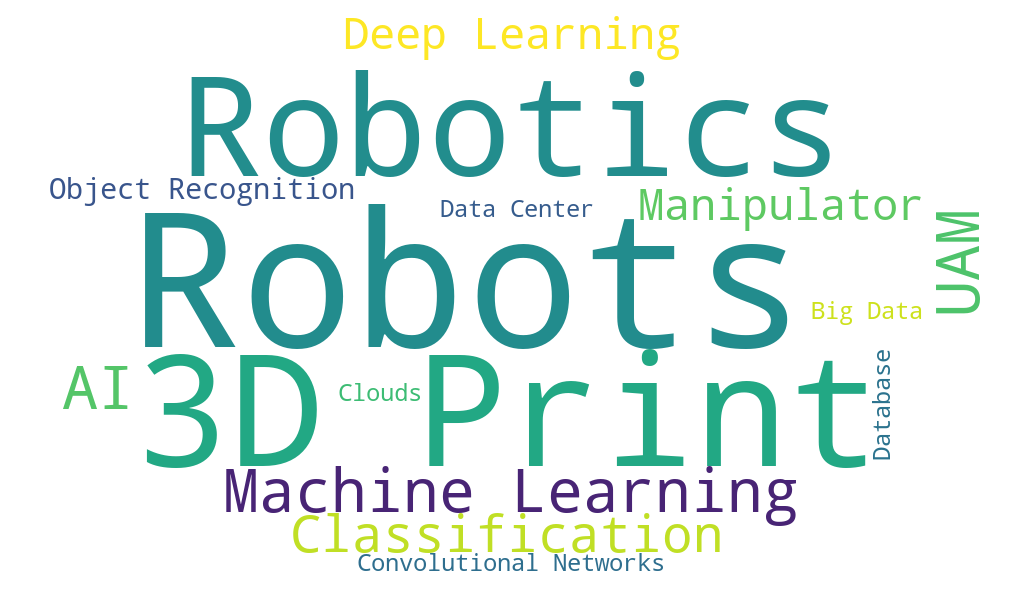 Deep Learning
Robotics
Object Recognition
Data Center
Manipulator
UAM
Robots
Big Data
3D Print
AI
Clouds
Database
Machine Learning
Classification
Convolutional Networks